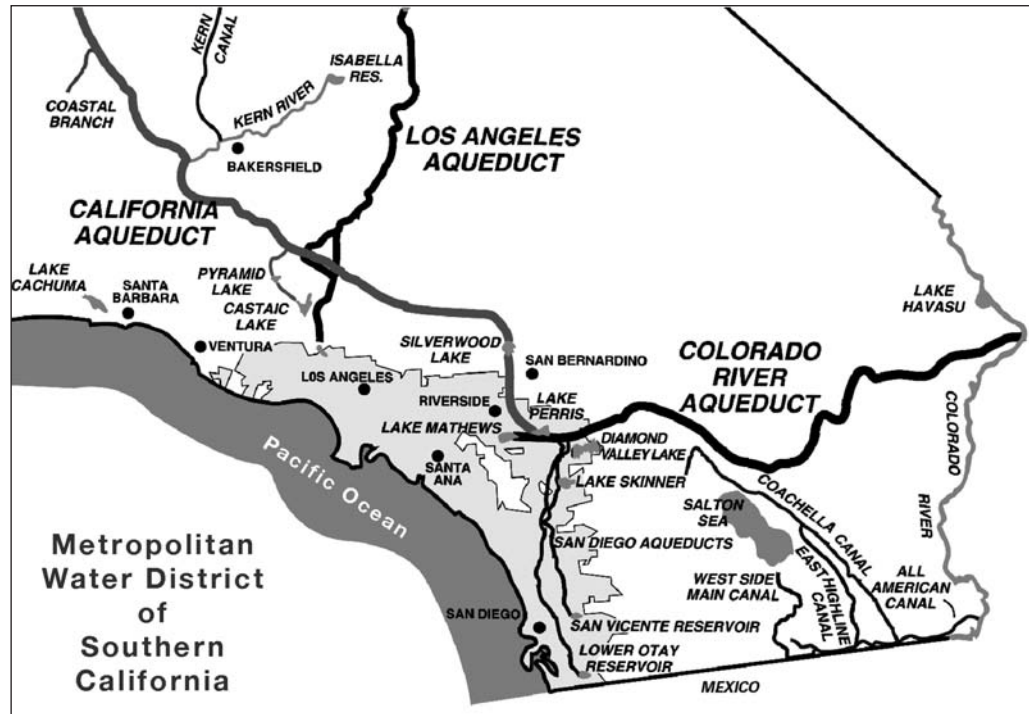 KERN
CANAL
ISABELLA
RES.
COASTAL
BRANCH
KERN RIVER
BAKERSFIELD
LOS ANGELES
AQUEDUCT
CALIFORNIA
AQUEDUCT
LAKE
CACHUMA
SANTA
BARBARA
PYRAMID
LAKE
CASTAIC
LAKE
LAKE
HAVASU
VENTURA
SILVERWOOD
LAKE
SAN BERNARDINO
COLORADO
RIVER
AQUEDUCT
LOS ANGELES
RIVERSIDE
LAKE
PERRIS
LAKE MATHEWS
DIAMOND
VALLEY LAKE
SANTA
ANA
LAKE SKINNER
COLORADO
RIVER
Pacific Ocean
COACHELLA CANAL
SALTON
SEA
SAN DIEGO AQUEDUCTS
EAST HIGHLINE
CANAL
WEST SIDE
MAIN CANAL
ALL
AMERICAN
CANAL
Metropolitan
Water District
of
Southern
California
SAN DIEGO
SAN VICENTE RESERVOIR
LOWER OTAY
RESERVOIR
MEXICO